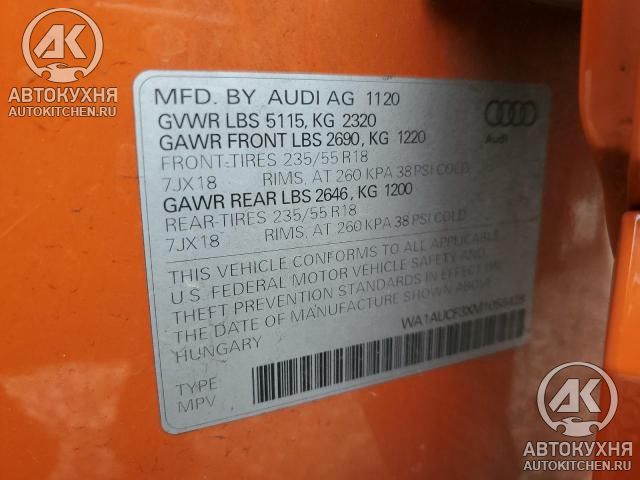 AK
АВТОКУХНЯ
AUTOKITCHEN.RU
MFD. BY AUDI AG 1120
GVWR LBS 5115, KG 2320
GAWR FRONT LBS 2690, KG 1220
FRONT-TIRES 235/55 R18
7JX18 RIMS, AT 260 KPA 38 PSI COLD
GAWR REAR LBS 2646, KG 1200
REAR-TIRES 235/55 R18
7JX18 RIMS, AT 260 KPA 38 PSI COLD
Audi
THIS VEHICLE CONFORMS TO ALL APPLICABLE
U.S. FEDERAL MOTOR VEHICLE SAFETY AND
THEFT PREVENTION STANDARDS IN EFFECT ON
THE DATE OF MANUFACTURE SHOWN ABOVE
HUNGARY
TYPE
MPV
AK
АВТОКУХНЯ
AUTOKITCHEN.RU